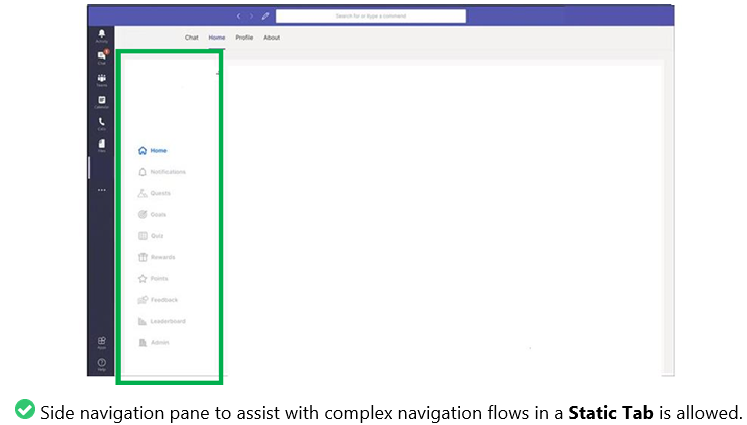 Search for or type a command
Chat Home Profile About
Activity
Chat
Teams
Calendar
Calls
Files
...
Home
Notifications
Quests
Goals
Quiz
Rewards
Points
Feedback
Leaderboard
Admin
Apps
Help
Side navigation pane to assist with complex navigation flows in a Static Tab is allowed.